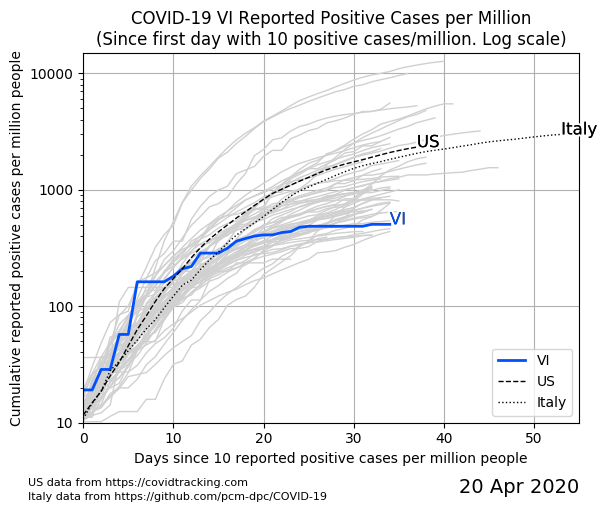 COVID-19 VI Reported Positive Cases per Million
(Since first day with 10 positive cases/million. Log scale)
Cumulative reported positive cases per million people
10000
1000
100
10
US
Italy
VI
VI
US
Italy
0
10
20
30
40
50
Days since 10 reported positive cases per million people
US data from https://covidtracking.com
Italy data from https://github.com/pcm-dpc/COVID-19
20 Apr 2020